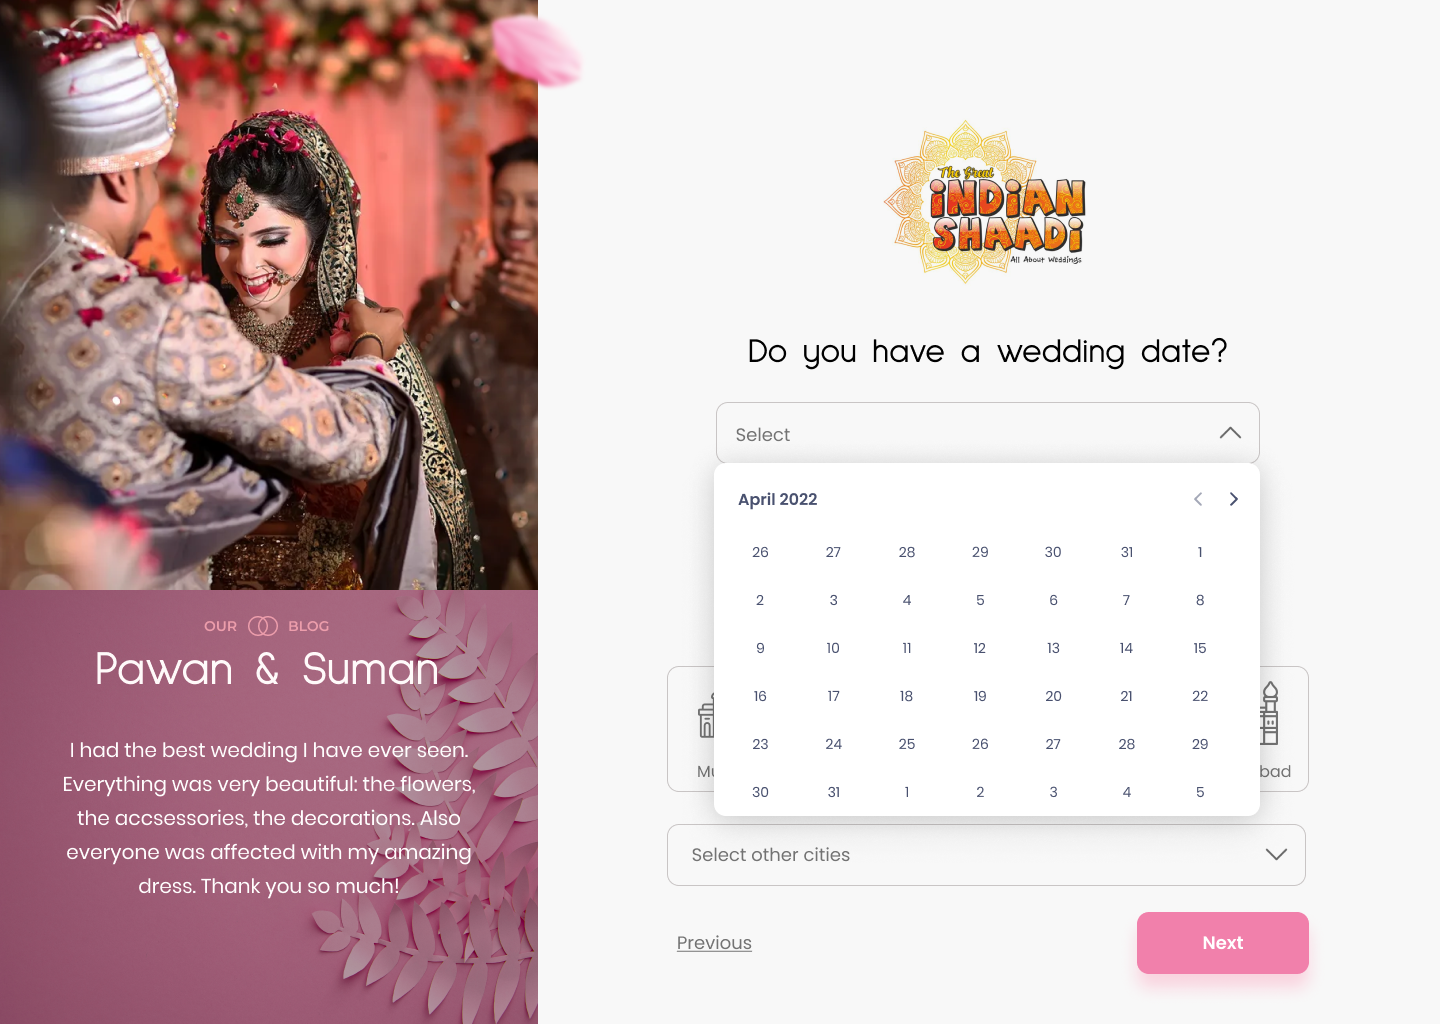 OUR BLOG
Pawan & Suman
I had the best wedding I have ever seen.
Everything was very beautiful: the flowers,
the accsessories, the decorations. Also
everyone was affected with my amazing
dress. Thank you so much!
The Great
INDIAN
SHAADI
All About Weddings
Do you have a wedding date?
Select
April 2022
26 27 28 29 30 31 1
2 3 4 5 6 7 8
9 10 11 12 13 14 15
16 17 18 19 20 21 22
23 24 25 26 27 28 29
30 31 1 2 3 4 5
Mu bad
Select other cities
Previous Next